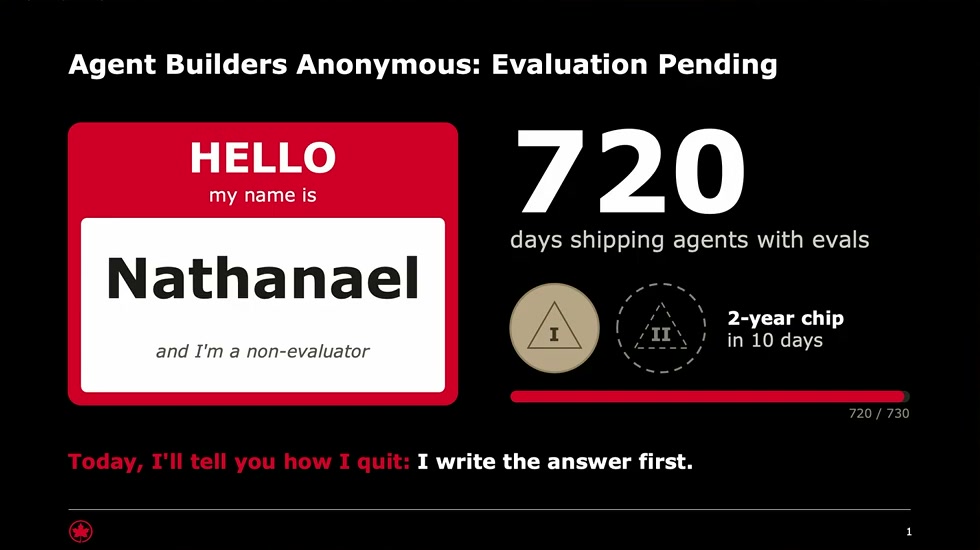 Agent Builders Anonymous: Evaluation Pending
HELLO
my name is
Nathanael
and I'm a non-evaluator
720
days shipping agents with evals
I
II
2-year chip
in 10 days
720 / 730
Today, I'll tell you how I quit: I write the answer first.
1